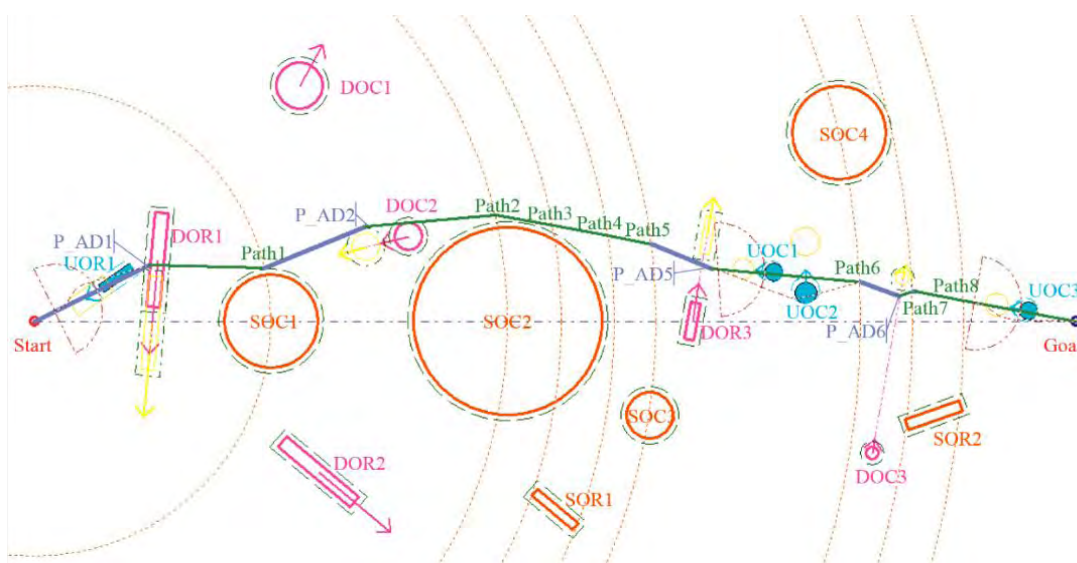 DOC1
SOC4
Path2
DOC2
P_AD2
Path3
Path4
Path5
DOR1
P_AD1
Path1
UOR1
UOC1
P_AD5
Path6
UOC2
Path8
UOC3
Path7
P_AD6
DOR3
SOC1
SOC2
Start
Goa
SOC3
SOR2
DOR2
DOC3
SOR1